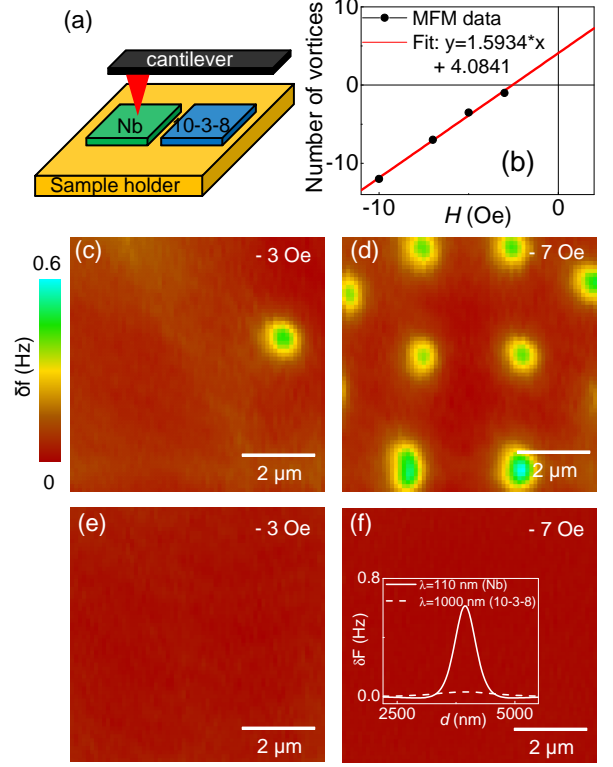 (a)
cantilever
Nb
10-3-8
Sample holder
10
0
-10
Number of vortices
MFM data
Fit: y=1.5934*x
+ 4.0841
(b)
-10
0
H (Oe)
(c)
- 3 Oe
2 µm
0.6
δf (Hz)
0
(d)
- 7 Oe
2 µm
(e)
- 3 Oe
2 µm
(f)
- 7 Oe
0.8
λ=110 nm (Nb)
λ=1000 nm (10-3-8)
δF (Hz)
0.0
2500
5000
d (nm)
2 µm